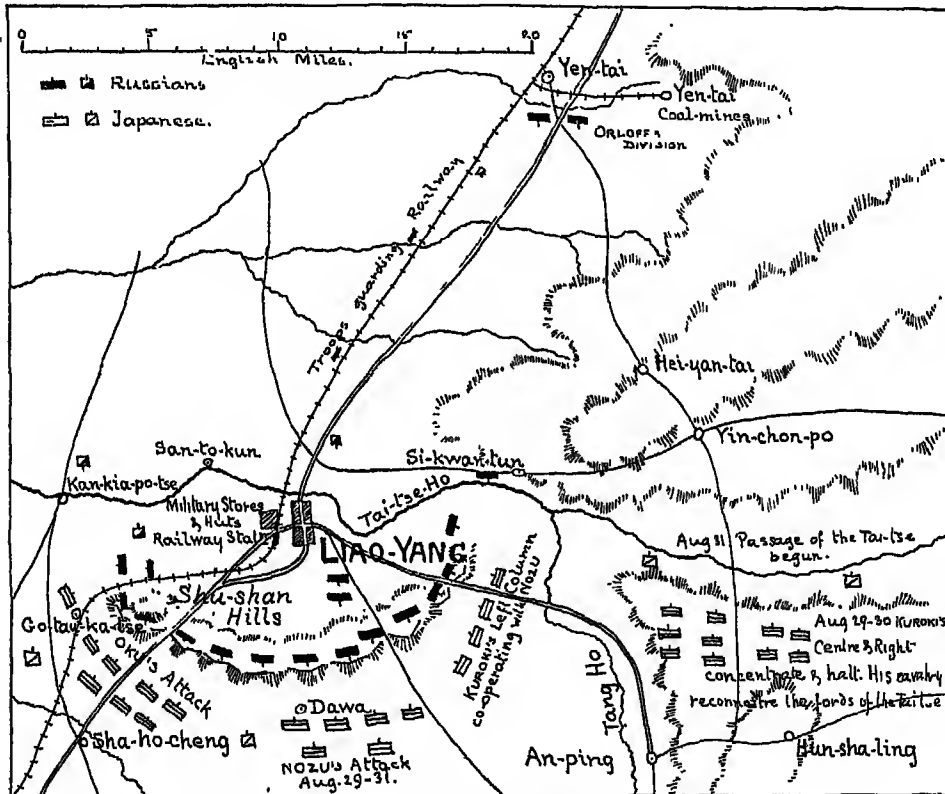 0 5 10 15 20
English Miles.
Russians
Japanese.
Yen-tai
Yen-tai
Coal-mines
ORLOFF'S
DIVISION
Troops guarding Railway
Hei-yan-tai
Yin-chon-po
San-to-kun
Si-kwan-tun
Kan-kia-po-tse
Military Stores
& Huts
Railway Statn
Tai-tse-Ho
LIAO-YANG
Aug 31 Passage of the Tai-tse
begun.
Shu-shan
Hills
Go-tau-ka-tse
OKU'S
Attack
KUROKI'S Left Column
co-operating with Nozu
Aug 29-30 KUROKI'S
Centre & Right
concentrate & halt. His cavalry
reconnoitre the fords of the Taitse
Dawa
Tang Ho
Sha-ho-cheng
NOZU'S Attack
Aug. 29-31.
An-ping
Hun-sha-ling